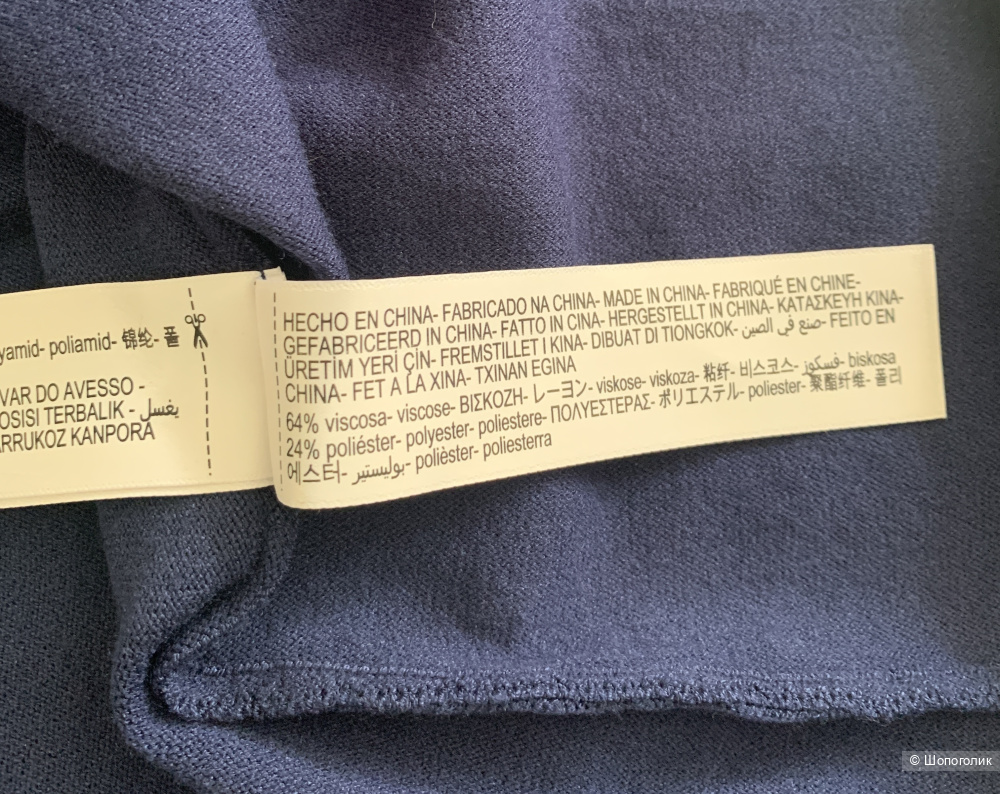 yamid- poliamid- 锦纶- 폴
VAR DO AVESSO -
OSISI TERBALIK - يغسل
ARRUKOZ KANPORA
HECHO EN CHINA- FABRICADO NA CHINA- MADE IN CHINA- FABRIQUÉ EN CHINE-
GEFABRICEERD IN CHINA- FATTO IN CINA- HERGESTELLT IN CHINA- ΚΑΤΑΣΚΕΥΗ ΚΙΝΑ-
ÜRETİM YERİ ÇİN- FREMSTILLET I KINA- DIBUAT DI TIONGKOK- صنع في الصين- FEITO EN
CHINA- FET A LA XINA- TXINAN EGINA
64% viscosa- viscose- ΒΙΣΚΟΖΗ- レーヨン- viskose- viskoza- 粘纤- 비스코스- فسكوز- biskosa
24% poliéster- polyester- poliestere- ΠΟΛΥΕΣΤΕΡΑΣ- ポリエステル- poliester- 聚酯纤维- 폴리
에스터- بوليستير- polièster- poliesterra
© Шопоголик